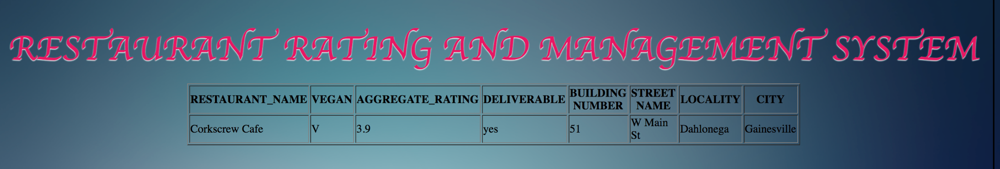 RESTAURANT RATING AND MANAGEMENT SYSTEM
RESTAURANT_NAME VEGAN AGGREGATE_RATING DELIVERABLE BUILDING NUMBER STREET NAME LOCALITY CITY
Corkscrew Cafe V 3.9 yes 51 W Main St Dahlonega Gainesville